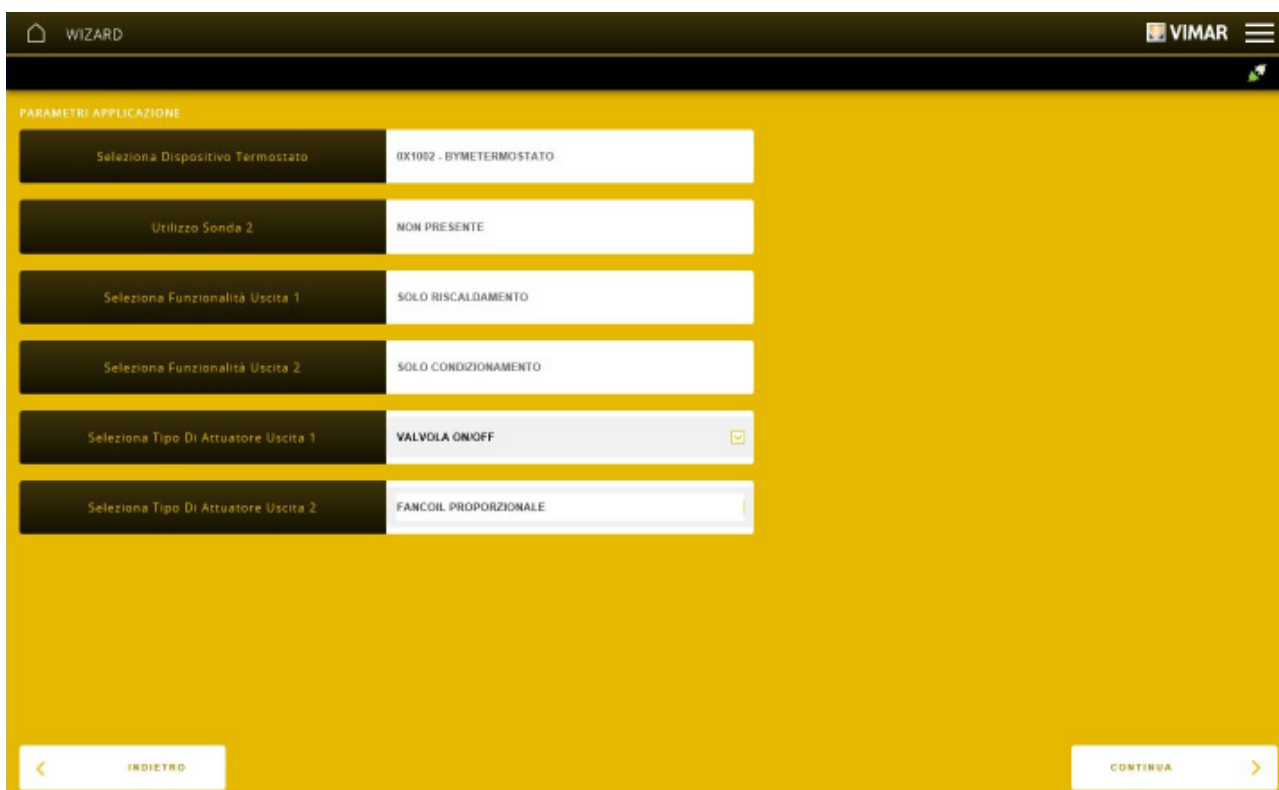 WIZARD
VIMAR
PARAMETRI APPLICAZIONE
Seleziona Dispositivo Termostato
0X1002 - BYMETERMOSTATO
Utilizzo Sonda 2
NON PRESENTE
Seleziona Funzionalità Uscita 1
SOLO RISCALDAMENTO
Seleziona Funzionalità Uscita 2
SOLO CONDIZIONAMENTO
Seleziona Tipo Di Attuatore Uscita 1
VALVOLA ON/OFF
Seleziona Tipo Di Attuatore Uscita 2
FANCOIL PROPORZIONALE
INDIETRO
CONTINUA